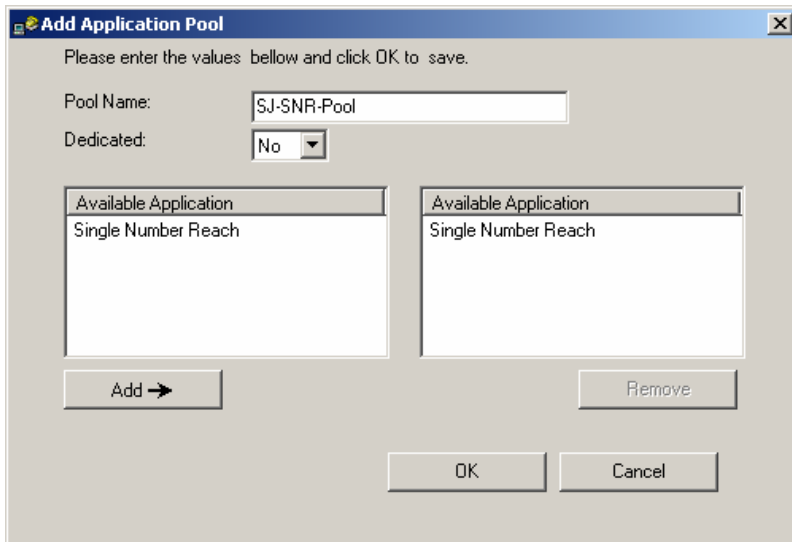 Add Application Pool
Please enter the values bellow and click OK to save.
Pool Name: SJ-SNR-Pool
Dedicated: No
Available Application
Single Number Reach
Available Application
Single Number Reach
Add
Remove
OK
Cancel